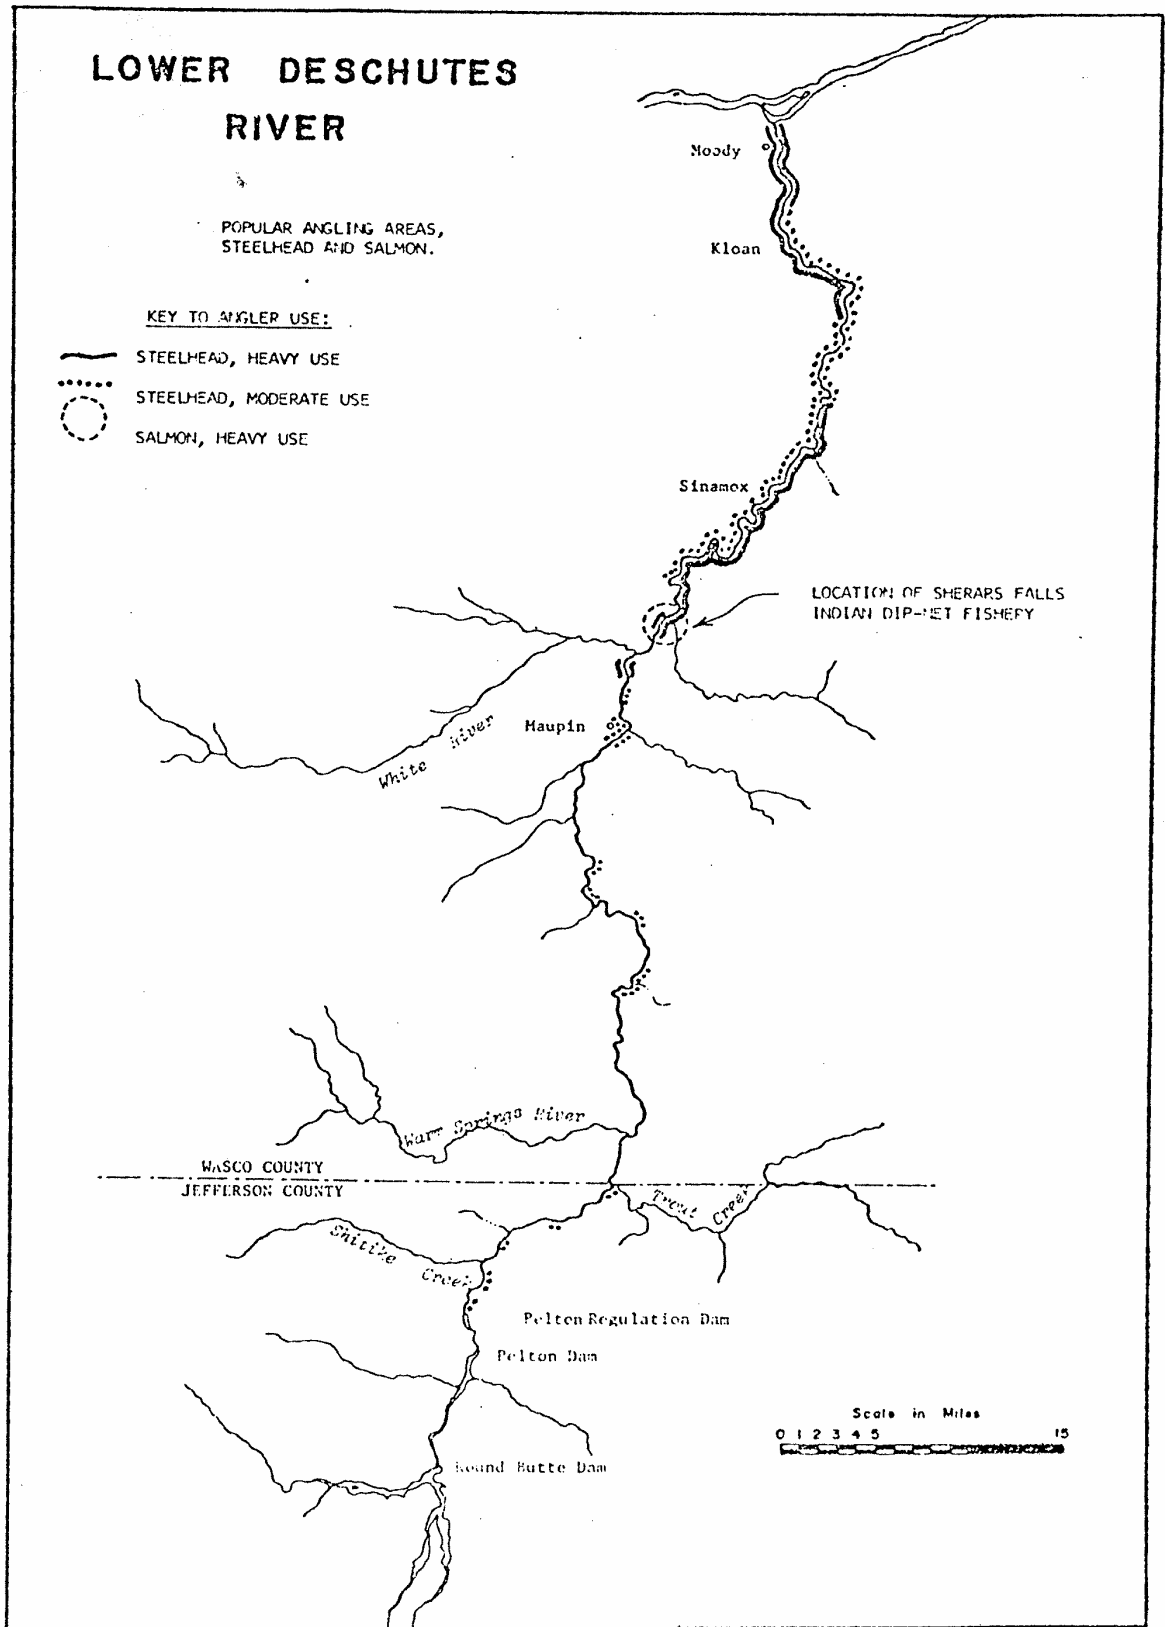 LOWER DESCHUTES
RIVER
POPULAR ANGLING AREAS,
STEELHEAD AND SALMON.
KEY TO ANGLER USE:
STEELHEAD, HEAVY USE
STEELHEAD, MODERATE USE
SALMON, HEAVY USE
Moody
Kloan
Sinamox
LOCATION OF SHERARS FALLS
INDIAN DIP-NET FISHERY
Maupin
White River
Warm Springs River
WASCO COUNTY
JEFFERSON COUNTY
Trout Creek
Shitike Creek
Pelton Regulation Dam
Pelton Dam
Scale in Miles
0 1 2 3 4 5 15
Round Butte Dam